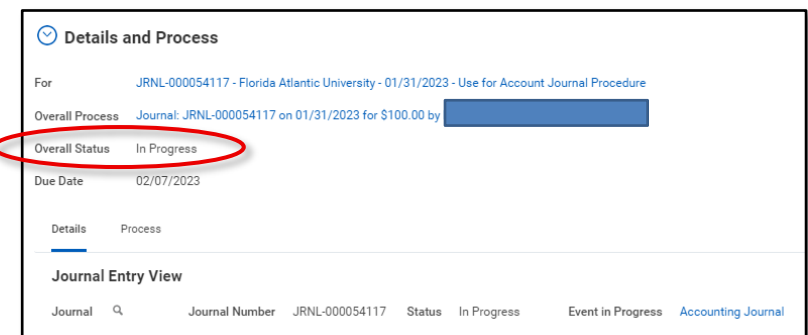 Details and Process
For JRNL-000054117 - Florida Atlantic University - 01/31/2023 - Use for Account Journal Procedure
Overall Process Journal: JRNL-000054117 on 01/31/2023 for $100.00 by
Overall Status In Progress
Due Date 02/07/2023
Details Process
Journal Entry View
Journal Journal Number JRNL-000054117 Status In Progress Event in Progress Accounting Journal